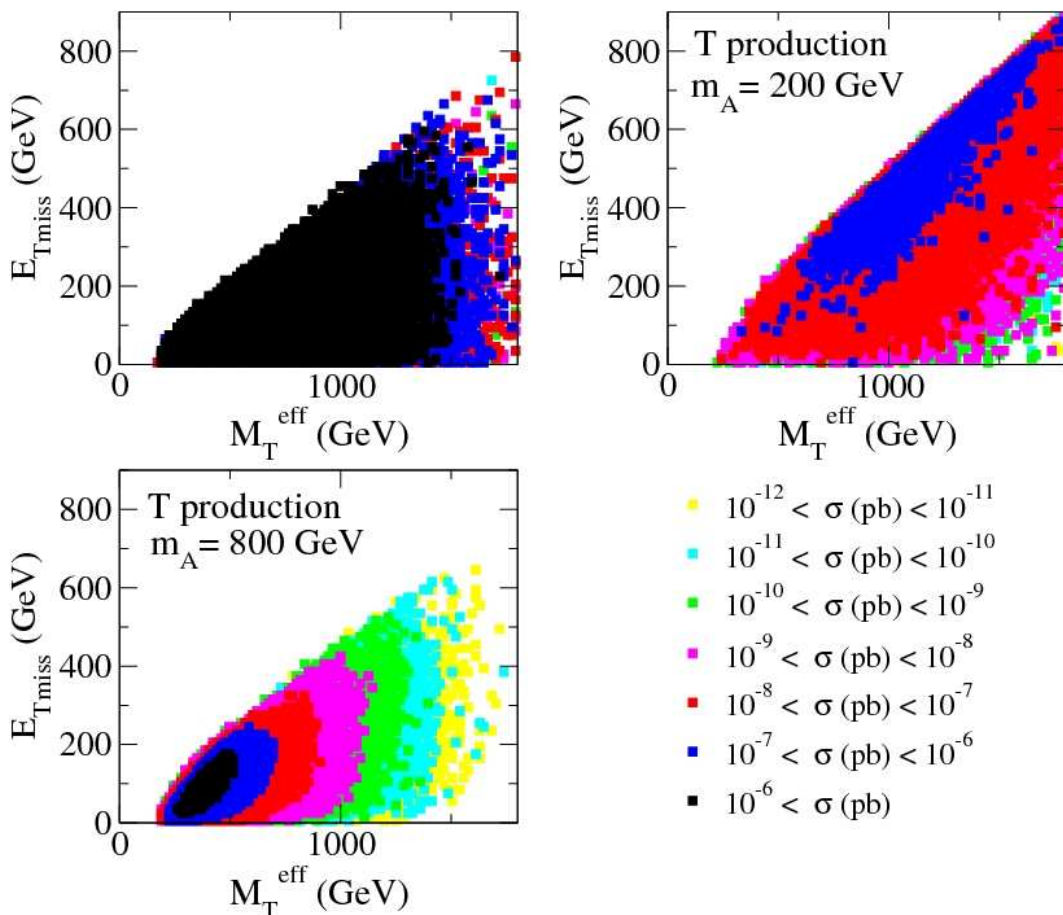 800
600
400
200
0
E_Tmiss (GeV)
0 1000
M_T^eff (GeV)
T production
m_A = 200 GeV
800
600
400
200
0
E_Tmiss (GeV)
0 1000
M_T^eff (GeV)
T production
m_A = 800 GeV
800
600
400
200
0
E_Tmiss (GeV)
0 1000
M_T^eff (GeV)
10^-12 < σ (pb) < 10^-11
10^-11 < σ (pb) < 10^-10
10^-10 < σ (pb) < 10^-9
10^-9 < σ (pb) < 10^-8
10^-8 < σ (pb) < 10^-7
10^-7 < σ (pb) < 10^-6
10^-6 < σ (pb)